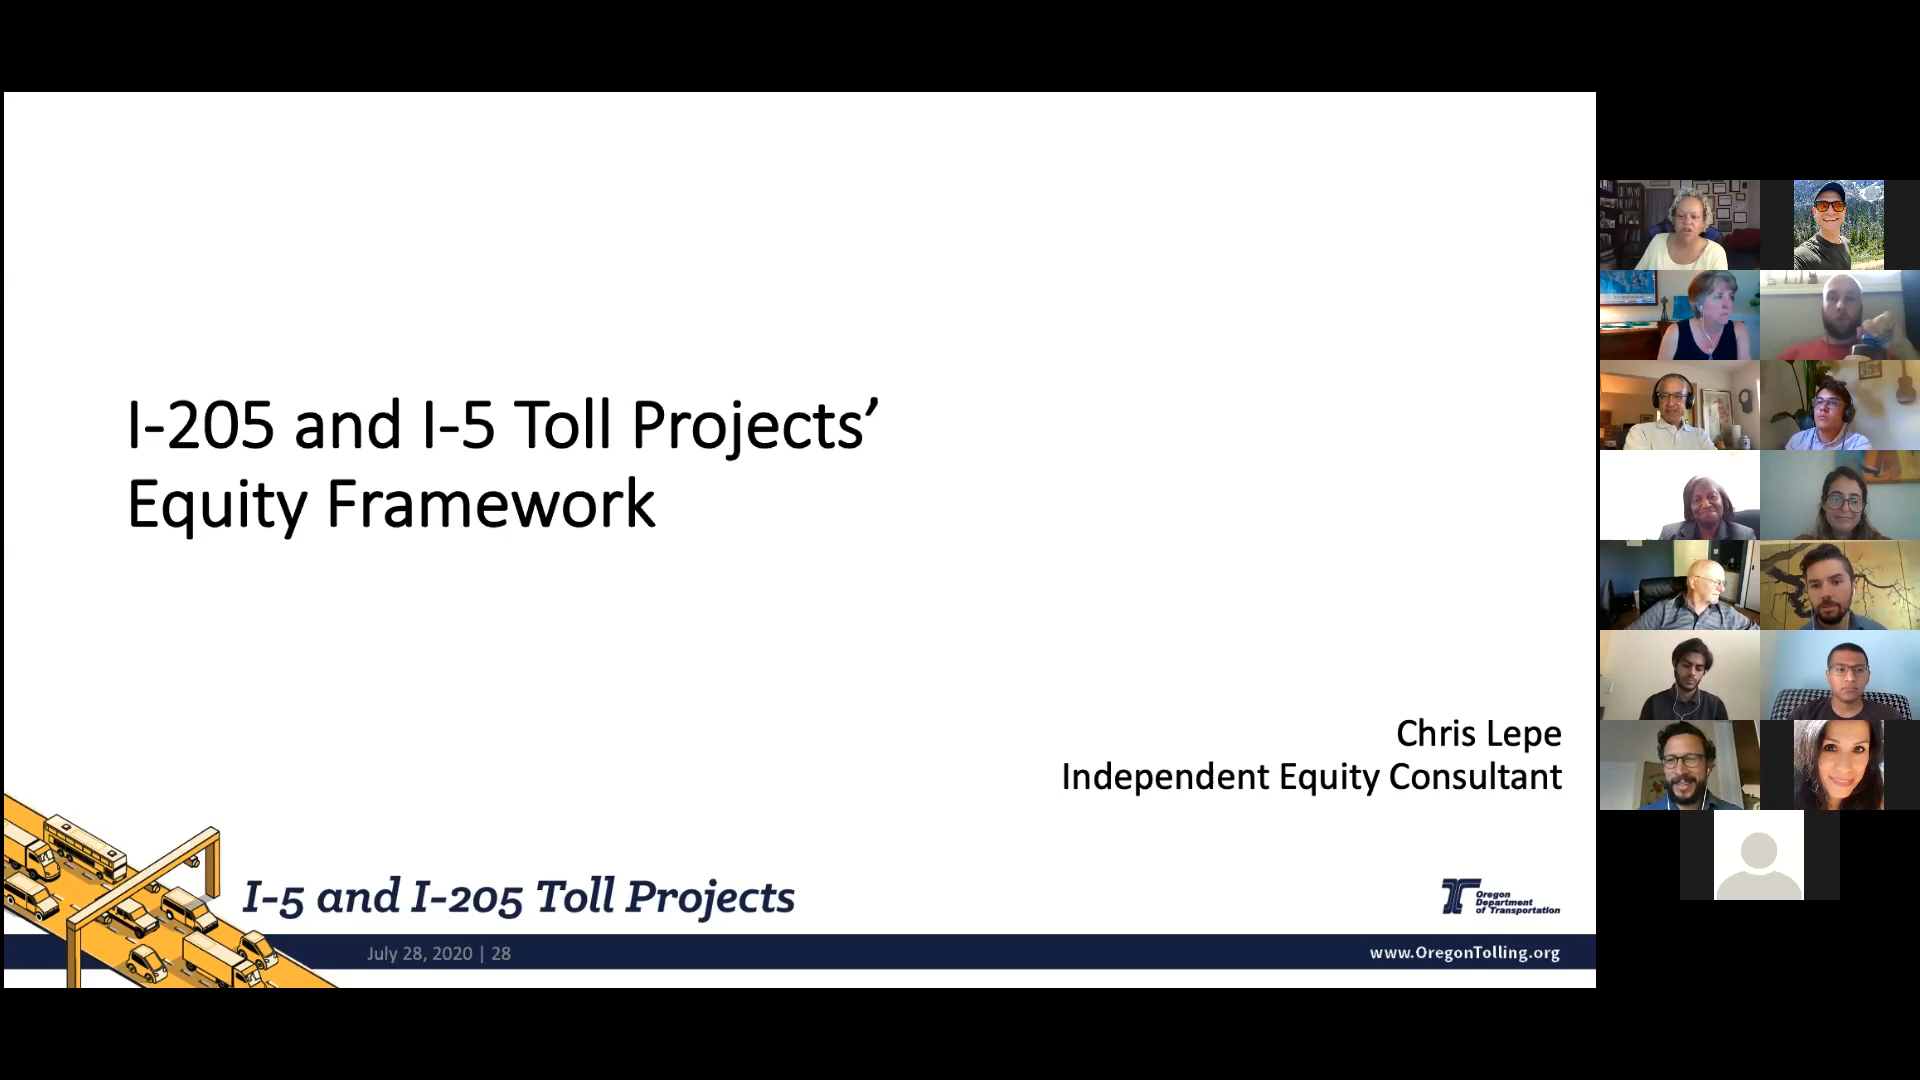 I-205 and I-5 Toll Projects’
Equity Framework
Chris Lepe
Independent Equity Consultant
I-5 and I-205 Toll Projects
Oregon
Department
of Transportation
July 28, 2020 | 28
www.OregonTolling.org